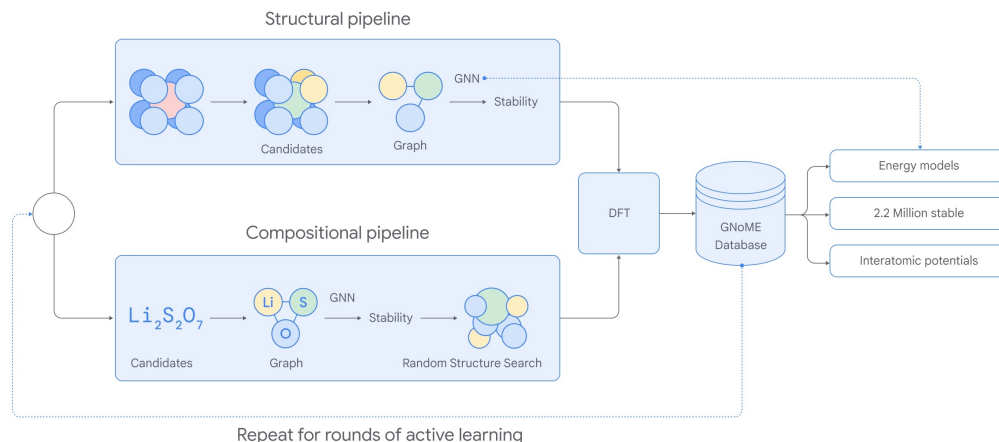 Structural pipeline
GNN
Stability
Candidates
Graph
Energy models
DFT
2.2 Million stable
GNoME
Database
Interatomic potentials
Compositional pipeline
Li₂S₂O₇
Li
S
O
GNN
Stability
Candidates
Graph
Random Structure Search
Repeat for rounds of active learning